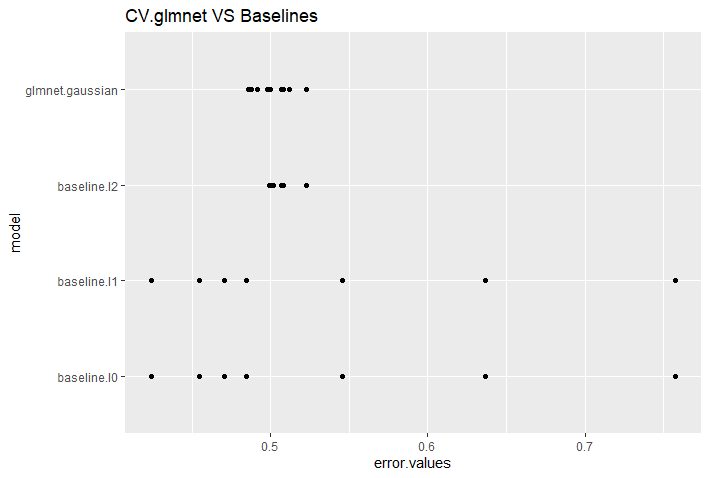 CV.glmnet VS Baselines
model
glmnet.gaussian
baseline.l2
baseline.l1
baseline.l0
0.5 0.6 0.7
error.values